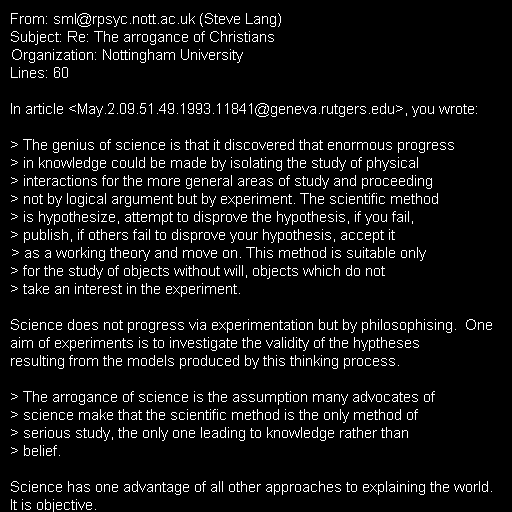 From: sml@rpsyc.nott.ac.uk (Steve Lang)
Subject: Re: The arrogance of Christians
Organization: Nottingham University
Lines: 60

In article <May.2.09.51.49.1993.11841@geneva.rutgers.edu>, you wrote:

> The genius of science is that it discovered that enormous progress
> in knowledge could be made by isolating the study of physical
> interactions for the more general areas of study and proceeding
> not by logical argument but by experiment. The scientific method
> is hypothesize, attempt to disprove the hypothesis, if you fail,
> publish, if others fail to disprove your hypothesis, accept it
> as a working theory and move on. This method is suitable only
> for the study of objects without will, objects which do not
> take an interest in the experiment.

Science does not progress via experimentation but by philosophising.  One
aim of experiments is to investigate the validity of the hyptheses
resulting from the models produced by this thinking process.

> The arrogance of science is the assumption many advocates of
> science make that the scientific method is the only method of
> serious study, the only one leading to knowledge rather than
> belief.

Science has one advantage of all other approaches to explaining the world.
It is objective.